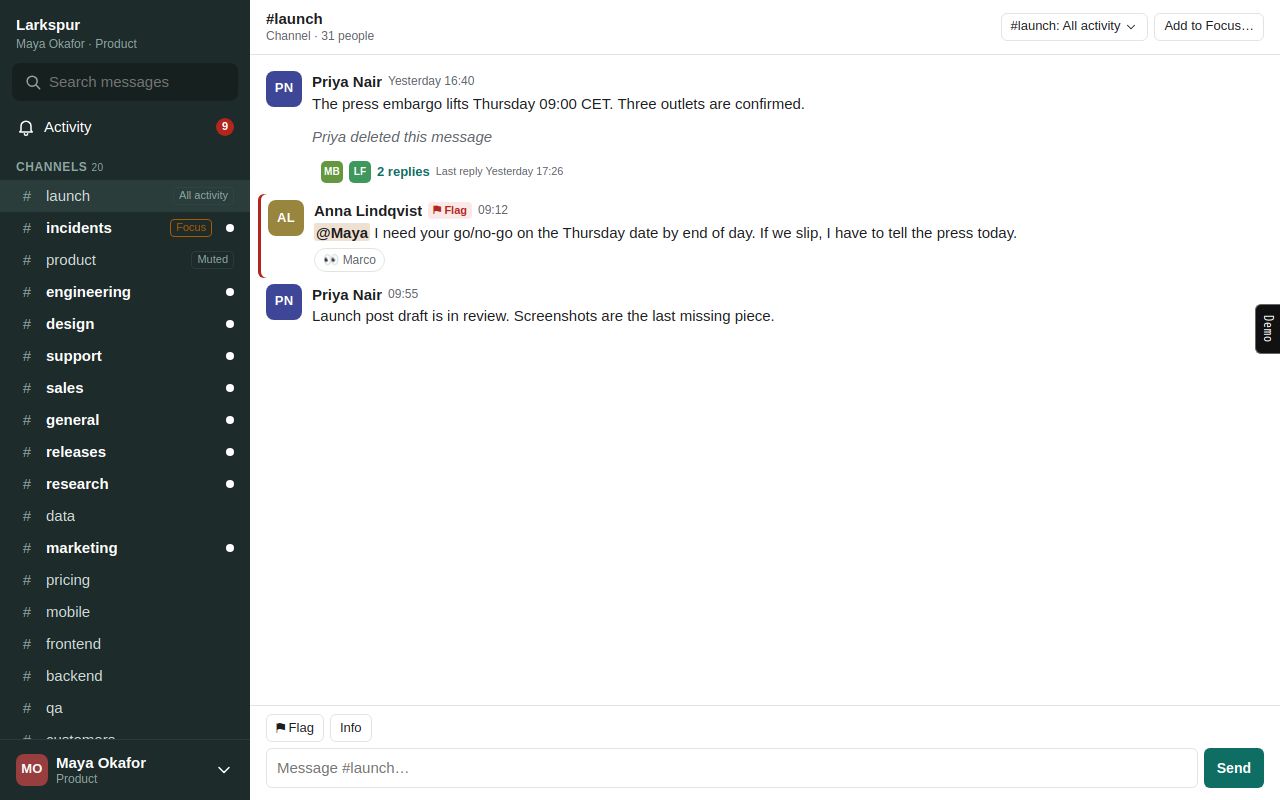 Larkspur
Maya Okafor · Product
Search messages
Activity 9
CHANNELS 20
# launch All activity
# incidents Focus
# product Muted
# engineering
# design
# support
# sales
# general
# releases
# research
# data
# marketing
# pricing
# mobile
# frontend
# backend
# qa
# customers
MO Maya Okafor
Product
#launch
Channel · 31 people
#launch: All activity
Add to Focus…
PN Priya Nair Yesterday 16:40
The press embargo lifts Thursday 09:00 CET. Three outlets are confirmed.
Priya deleted this message
MB LF 2 replies Last reply Yesterday 17:26
AL Anna Lindqvist Flag 09:12
@Maya I need your go/no-go on the Thursday date by end of day. If we slip, I have to tell the press today.
👀 Marco
PN Priya Nair 09:55
Launch post draft is in review. Screenshots are the last missing piece.
Demo
Flag Info
Message #launch…
Send